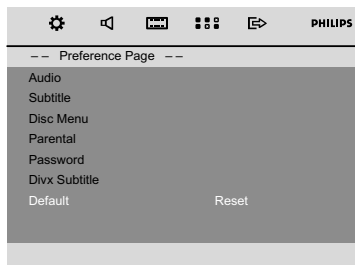 PHILIPS
–– Preference Page ––
Audio
Subtitle
Disc Menu
Parental
Password
Divx Subtitle
Default Reset